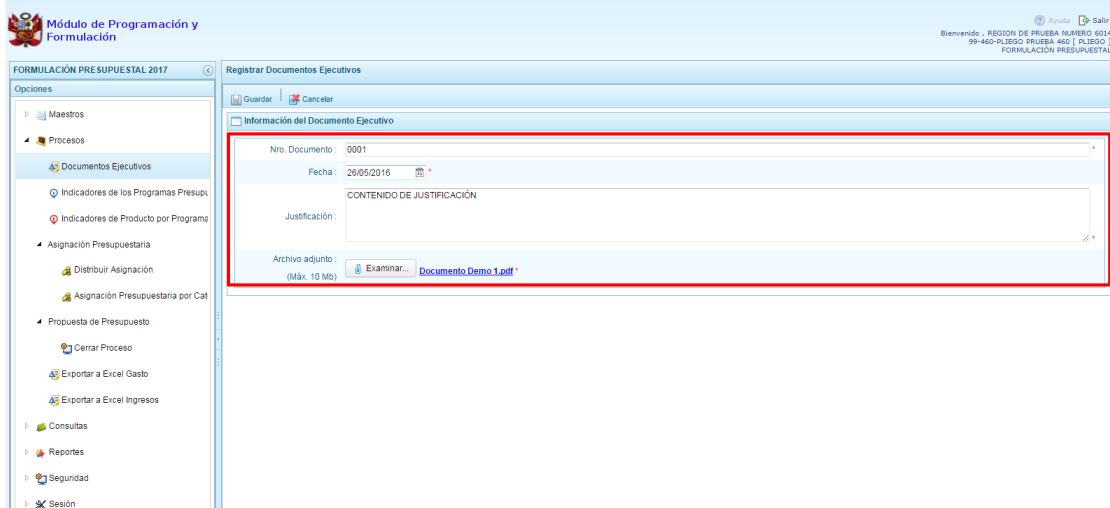 Módulo de Programación y
Formulación
Ayuda Salir
Bienvenido , REGION DE PRUEBA NUMERO 6014
99-460-PLIEGO PRUEBA 460 [ PLIEGO ]
FORMULACIÓN PRESUPUESTAL
FORMULACIÓN PRESUPUESTAL 2017
Registrar Documentos Ejecutivos
Opciones
Guardar Cancelar
Maestros
Información del Documento Ejecutivo
Procesos
Nro. Documento : 0001 *
Documentos Ejecutivos
Fecha : 26/05/2016 *
Indicadores de los Programas Presupu
CONTENIDO DE JUSTIFICACIÓN
Indicadores de Producto por Programa
Justificación :
*
Asignación Presupuestaria
Archivo adjunto :
(Máx. 10 Mb)
Examinar... Documento Demo 1.pdf *
Distribuir Asignación
Asignación Presupuestaria por Cat
Propuesta de Presupuesto
Cerrar Proceso
Exportar a Excel Gasto
Exportar a Excel Ingresos
Consultas
Reportes
Seguridad
Sesión